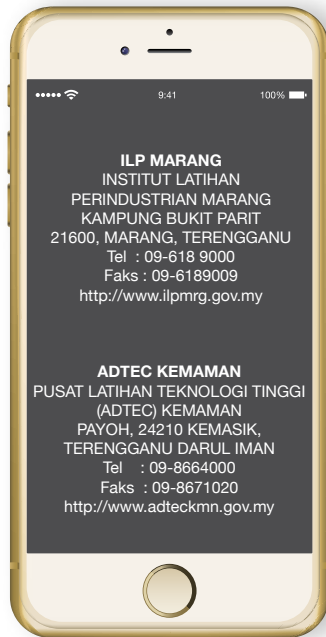 9:41
100%
ILP MARANG
INSTITUT LATIHAN
PERINDUSTRIAN MARANG
KAMPUNG BUKIT PARIT
21600, MARANG, TERENGGANU
Tel : 09-618 9000
Faks : 09-6189009
http://www.ilpmrg.gov.my
ADTEC KEMAMAN
PUSAT LATIHAN TEKNOLOGI TINGGI
(ADTEC) KEMAMAN
PAYOH, 24210 KEMASIK,
TERENGGANU DARUL IMAN
Tel : 09-8664000
Faks : 09-8671020
http://www.adteckmn.gov.my